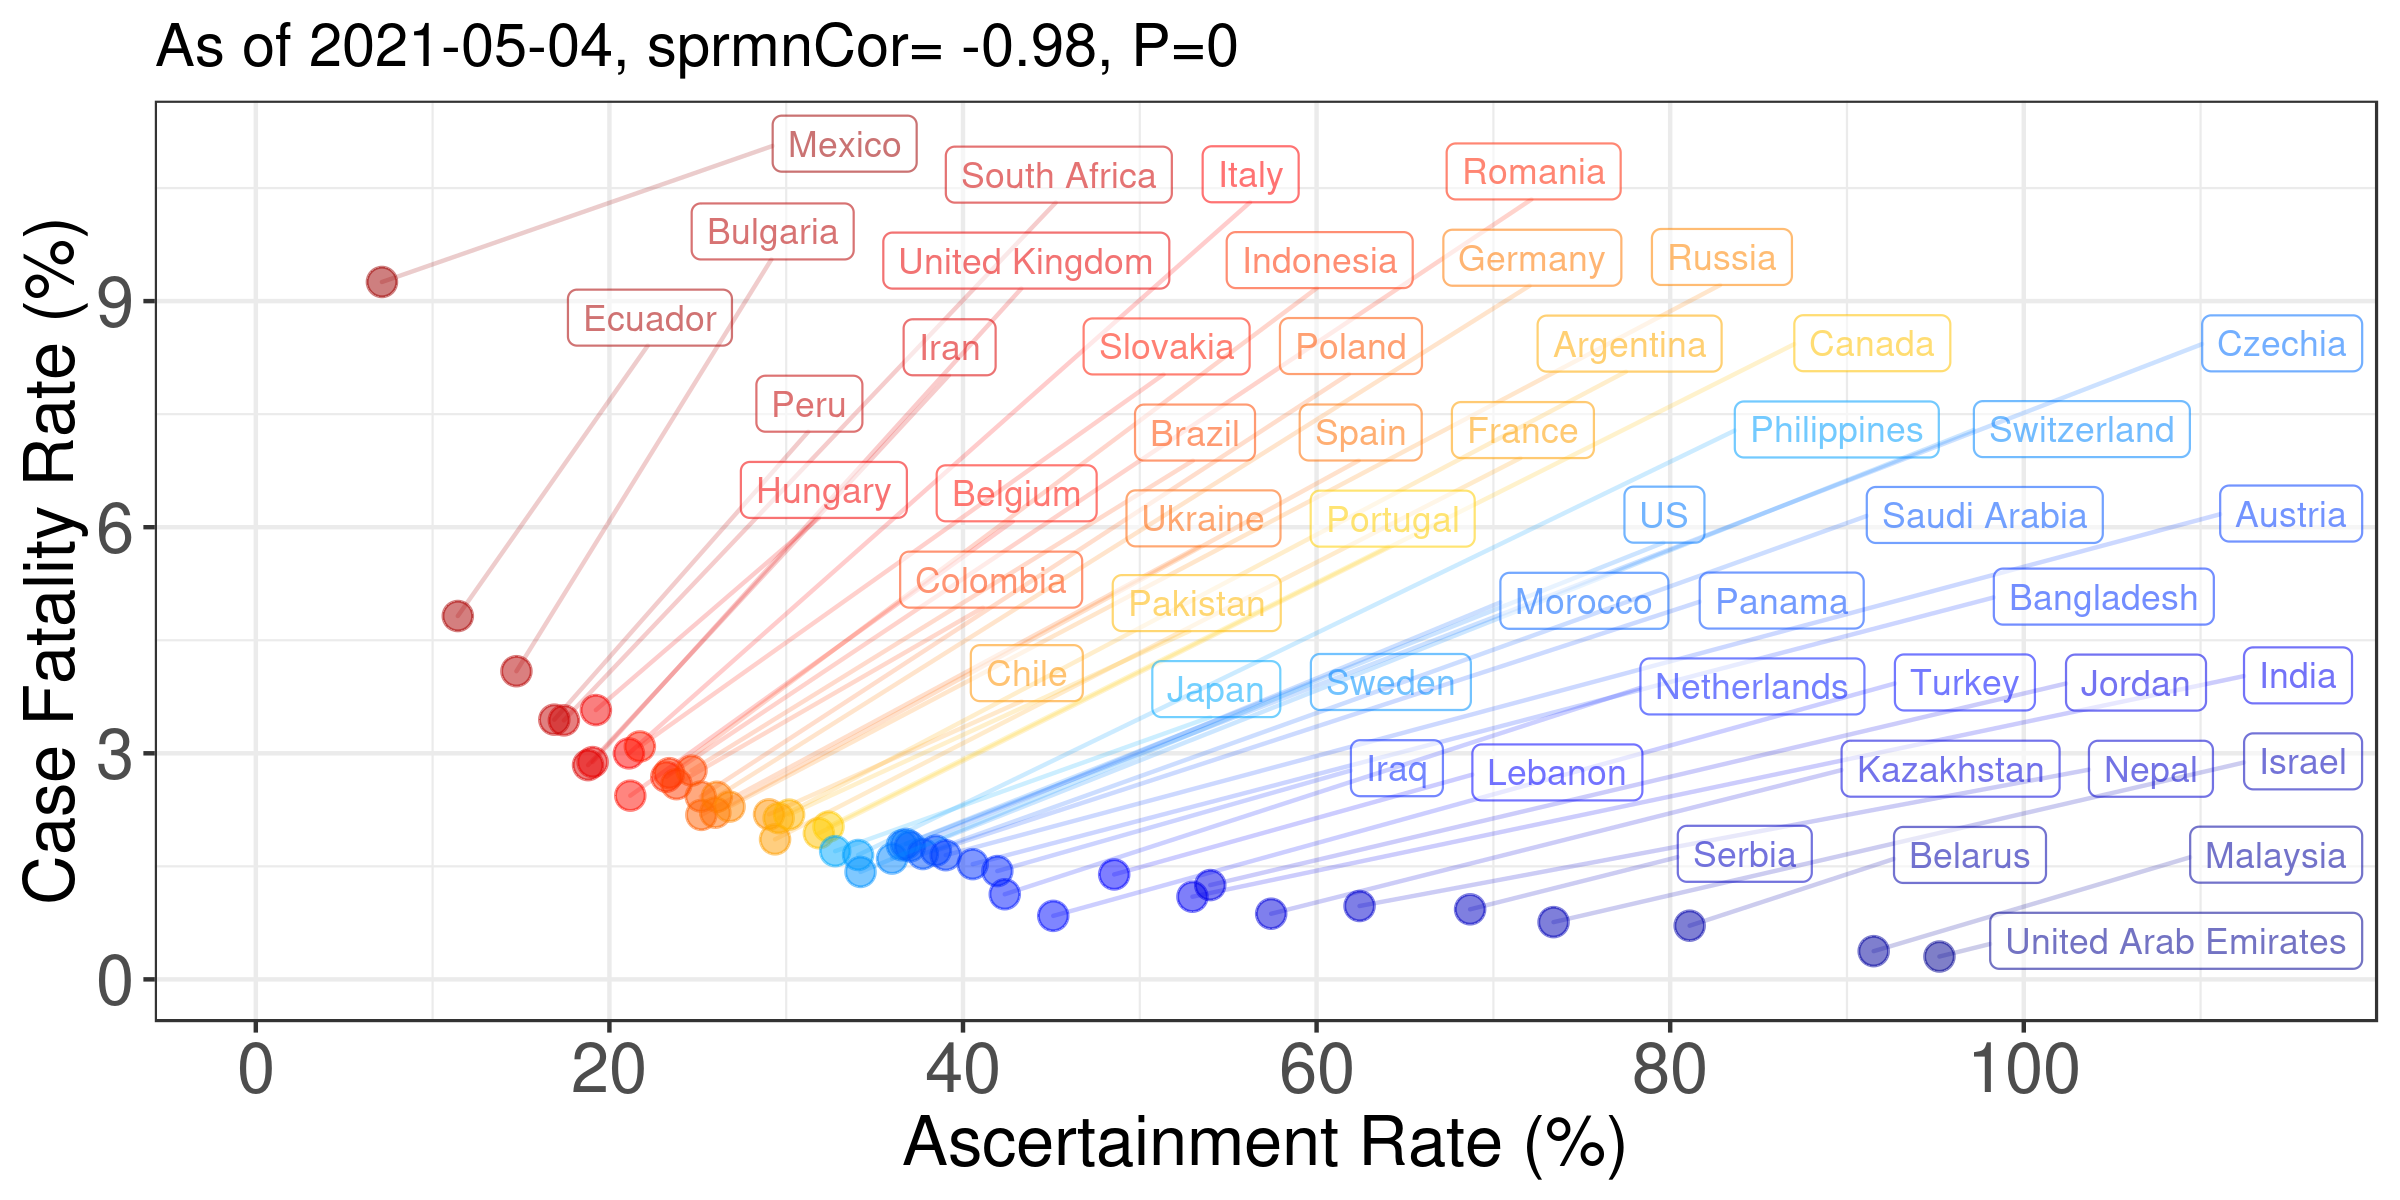 As of 2021-05-04, sprmnCor= -0.98, P=0
Case Fatality Rate (%)
9
6
3
0
Mexico
South Africa
Italy
Romania
Bulgaria
United Kingdom
Indonesia
Germany
Russia
Ecuador
Iran
Slovakia
Poland
Argentina
Canada
Czechia
Peru
Brazil
Spain
France
Philippines
Switzerland
Hungary
Belgium
Ukraine
Portugal
US
Saudi Arabia
Austria
Colombia
Pakistan
Morocco
Panama
Bangladesh
Chile
Japan
Sweden
Netherlands
Turkey
Jordan
India
Iraq
Lebanon
Kazakhstan
Nepal
Israel
Serbia
Belarus
Malaysia
United Arab Emirates
0
20
40
60
80
100
Ascertainment Rate (%)